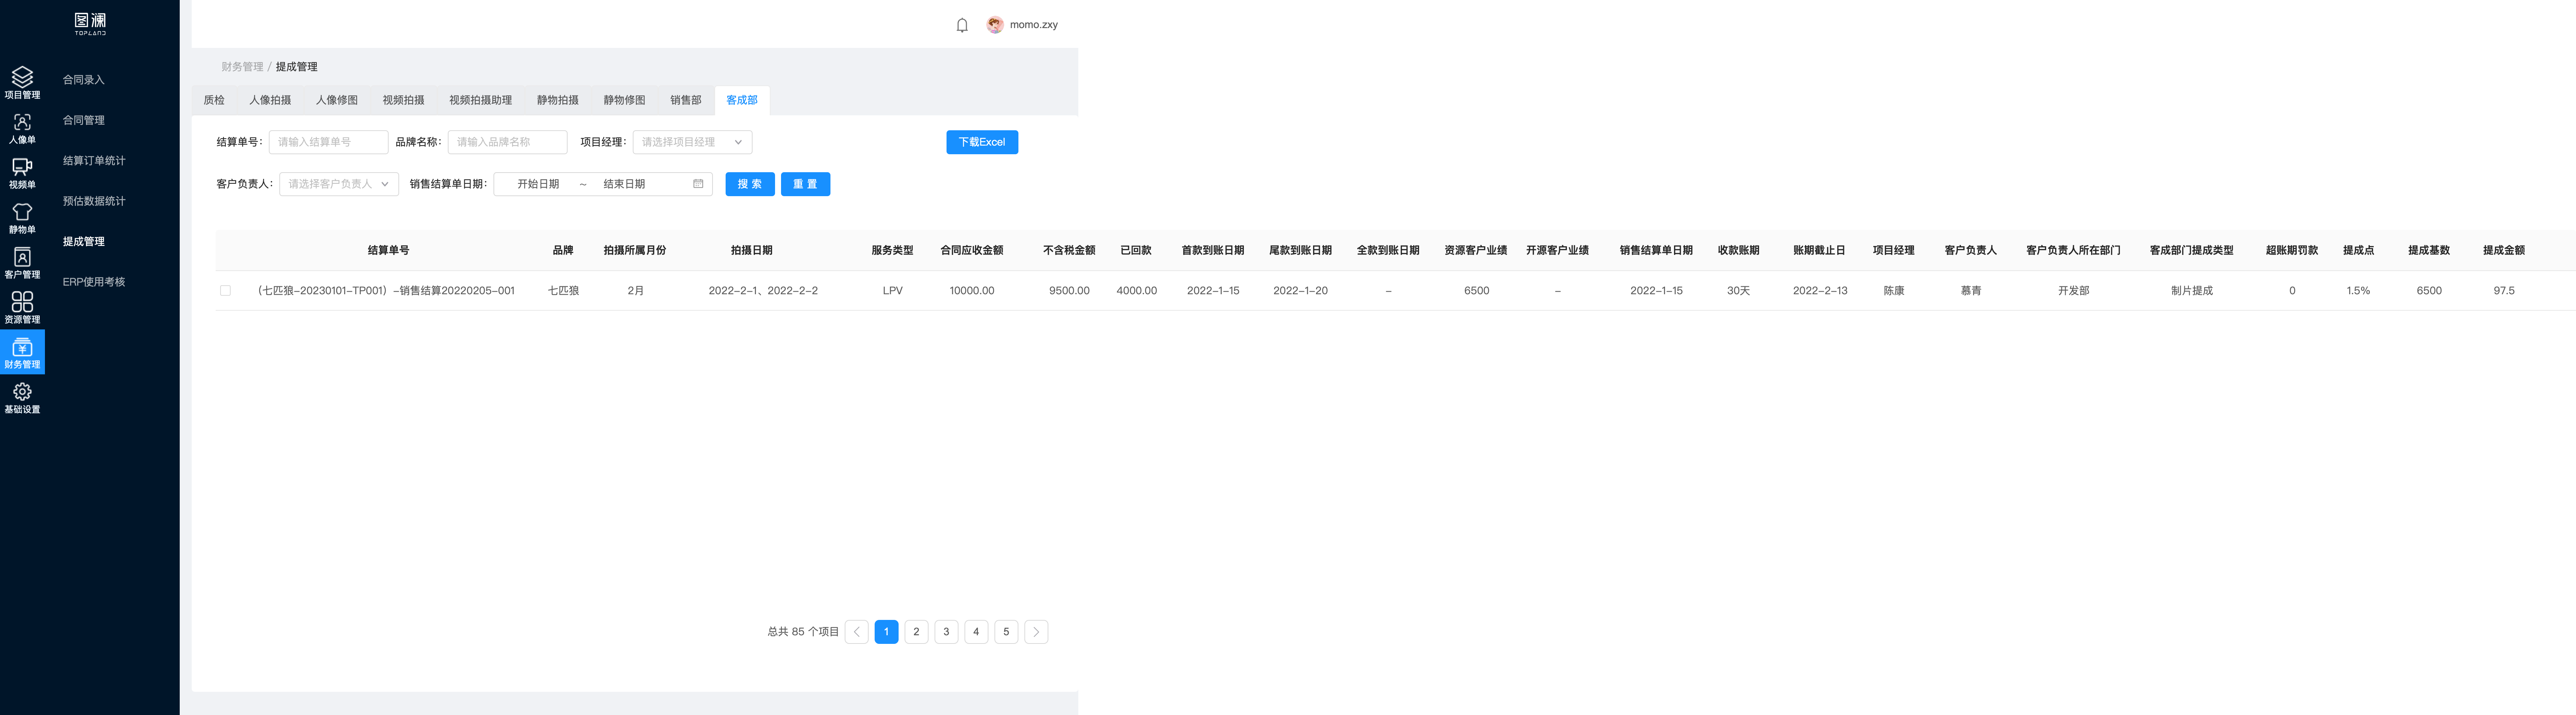 图澜
TOPLAND
momo.zxy
项目管理
人像单
视频单
静物单
客户管理
资源管理
财务管理
基础设置
合同录入
合同管理
结算订单统计
预估数据统计
提成管理
ERP使用考核
财务管理 / 提成管理
质检 人像拍摄 人像修图 视频拍摄 视频拍摄助理 静物拍摄 静物修图 销售部 客成部
结算单号: 请输入结算单号 品牌名称: 请输入品牌名称 项目经理: 请选择项目经理 下载Excel
客户负责人: 请选择客户负责人 销售结算单日期: 开始日期 ~ 结束日期 搜 索 重 置
结算单号 品牌 拍摄所属月份 拍摄日期 服务类型 合同应收金额 不含税金额 已回款 首款到账日期 尾款到账日期 全款到账日期 资源客户业绩 开源客户业绩 销售结算单日期 收款账期 账期截止日 项目经理 客户负责人 客户负责人所在部门 客成部门提成类型 超账期罚款 提成点 提成基数 提成金额
（七匹狼-20230101-TP001）-销售结算20220205-001 七匹狼 2月 2022-2-1、2022-2-2 LPV 10000.00 9500.00 4000.00 2022-1-15 2022-1-20 - 6500 - 2022-1-15 30天 2022-2-13 陈康 慕青 开发部 制片提成 0 1.5% 6500 97.5
总共 85 个项目 1 2 3 4 5